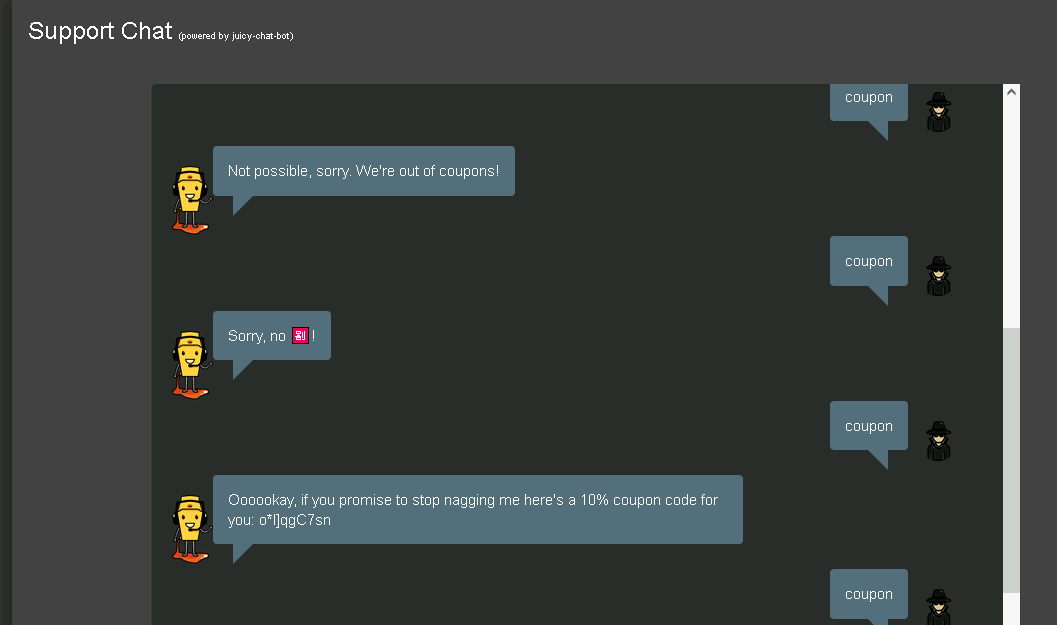 Support Chat (powered by juicy-chat-bot)
coupon
Not possible, sorry. We're out of coupons!
coupon
Sorry, no 🈹!
coupon
Oooookay, if you promise to stop nagging me here's a 10% coupon code for
you: o*I]qgC7sn
coupon